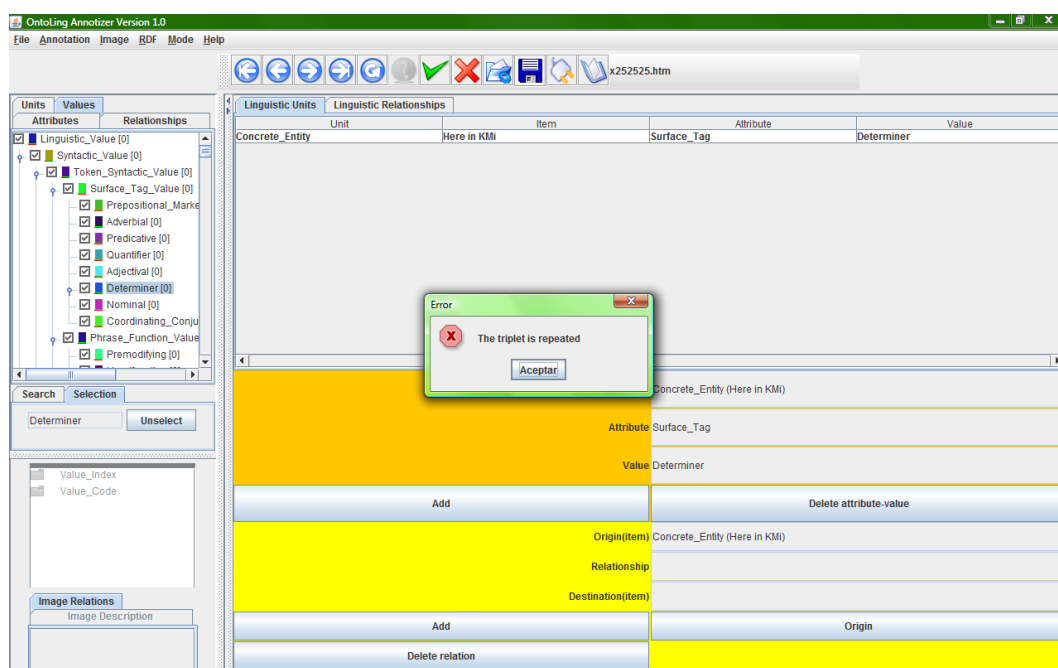 OntoLing Annotizer Version 1.0
File Annotation Image RDF Mode Help
x252525.htm
Units Values
Attributes Relationships
Linguistic_Value [0]
Syntactic_Value [0]
Token_Syntactic_Value [0]
Surface_Tag_Value [0]
Prepositional_Marke
Adverbial [0]
Predicative [0]
Quantifier [0]
Adjectival [0]
Determiner [0]
Nominal [0]
Coordinating_Conju
Phrase_Function_Value
Premodifying [0]
Search Selection
Determiner Unselect
Value_Index
Value_Code
Image Relations
Image Description
Linguistic Units Linguistic Relationships
Unit Item Attribute Value
Concrete_Entity Here in KMi Surface_Tag Determiner
Error
The triplet is repeated
Aceptar
Concrete_Entity (Here in KMi)
Attribute Surface_Tag
Value Determiner
Add Delete attribute-value
Origin(item) Concrete_Entity (Here in KMi)
Relationship
Destination(item)
Add Origin
Delete relation